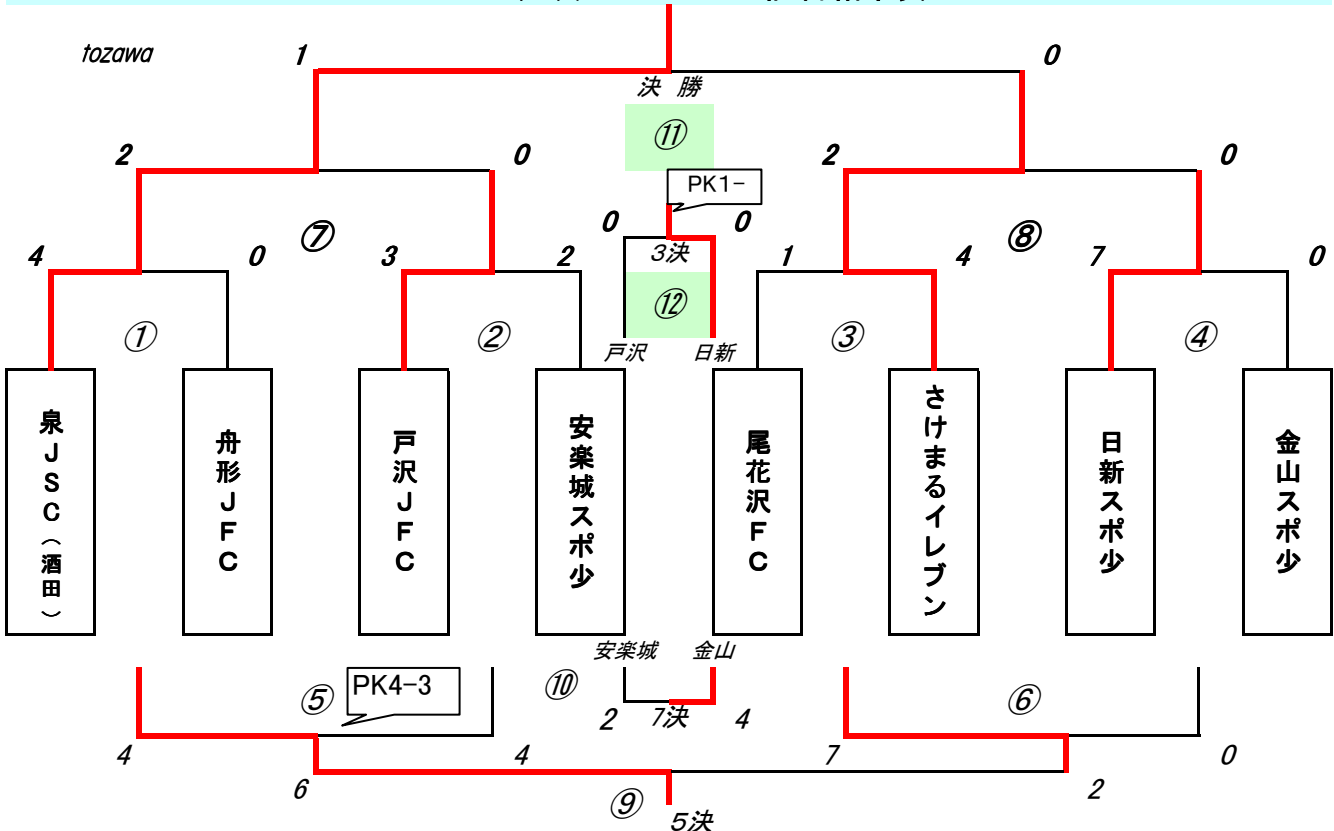 tozawa
1
0
決 勝
⑪
2
0
2
0
PK1-
0
0
4
0
⑦
3
2
3決
1
4
⑧
7
0
①
②
⑫
③
④
戸沢
日新
泉JSC(酒田)
舟形JFC
戸沢JFC
安楽城スポ少
尾花沢FC
さけまるイレブン
日新スポ少
金山スポ少
安楽城
金山
⑤
PK4-3
⑩
2
7決
4
⑥
4
4
7
0
6
⑨
2
5決